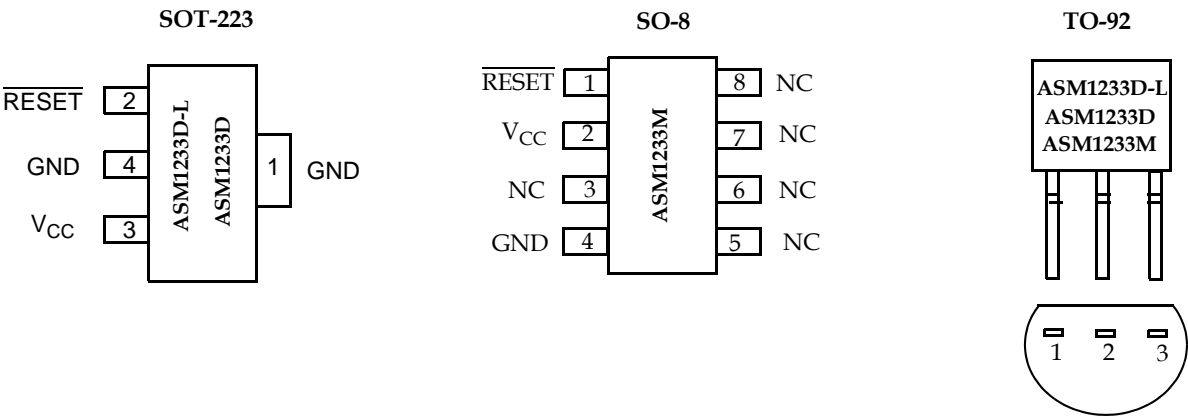 SOT-223
RESET 2
GND 4
VCC 3
ASM1233D-L
ASM1233D
1 GND
SO-8
RESET 1
VCC 2
NC 3
GND 4
ASM1233M
8 NC
7 NC
6 NC
5 NC
TO-92
ASM1233D-L
ASM1233D
ASM1233M
1 2 3